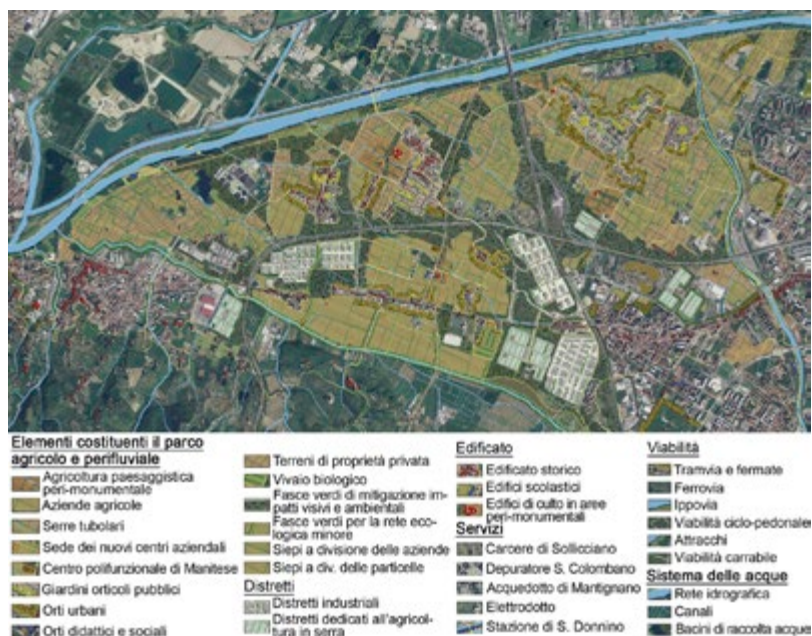 Elementi costituenti il parco
agricolo e perifluviale
Agricoltura paesaggistica
peri-monumentale
Aziende agricole
Serre tubolari
Sede dei nuovi centri aziendali
Centro polifunzionale di Manitese
Giardini orticoli pubblici
Orti urbani
Orti didattici e sociali
Terreni di proprietà privata
Vivaio biologico
Fasce verdi di mitigazione im-
patti visivi e ambientali
Fasce verdi per la rete eco-
logica minore
Siepi a divisione delle aziende
Siepi a div. delle particelle
Distretti
Distretti industriali
Distretti dedicati all'agricol-
tura in serra
Edificato
Edificato storico
Edifici scolastici
Edifici di culto in aree
peri-monumentali
Servizi
Carcere di Sollicciano
Depuratore S. Colombano
Acquedotto di Mantignano
Elettrodotto
Stazione di S. Donnino
Viabilità
Tramvia e fermate
Ferrovia
Ippovia
Viabilità ciclo-pedonale
Attracchi
Viabilità carrabile
Sistema delle acque
Rete idrografica
Canali
Bacini di raccolta acque